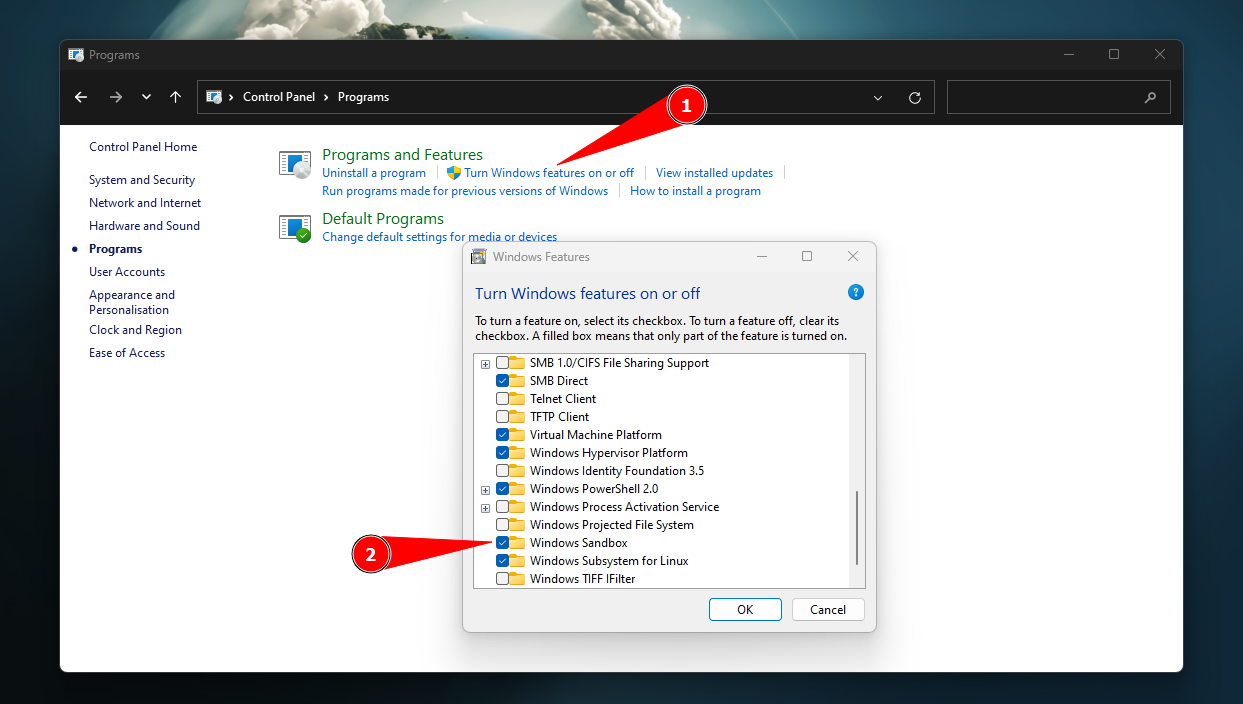 Programs
Control Panel › Programs
1
Control Panel Home
System and Security
Network and Internet
Hardware and Sound
Programs
User Accounts
Appearance and
Personalisation
Clock and Region
Ease of Access
Programs and Features
Uninstall a program
Turn Windows features on or off
View installed updates
Run programs made for previous versions of Windows
How to install a program
Default Programs
Change default settings for media or devices
Windows Features
Turn Windows features on or off
?
To turn a feature on, select its checkbox. To turn a feature off, clear its
checkbox. A filled box means that only part of the feature is turned on.
SMB 1.0/CIFS File Sharing Support
SMB Direct
Telnet Client
TFTP Client
Virtual Machine Platform
Windows Hypervisor Platform
Windows Identity Foundation 3.5
Windows PowerShell 2.0
Windows Process Activation Service
Windows Projected File System
2
Windows Sandbox
Windows Subsystem for Linux
Windows TIFF IFilter
OK
Cancel